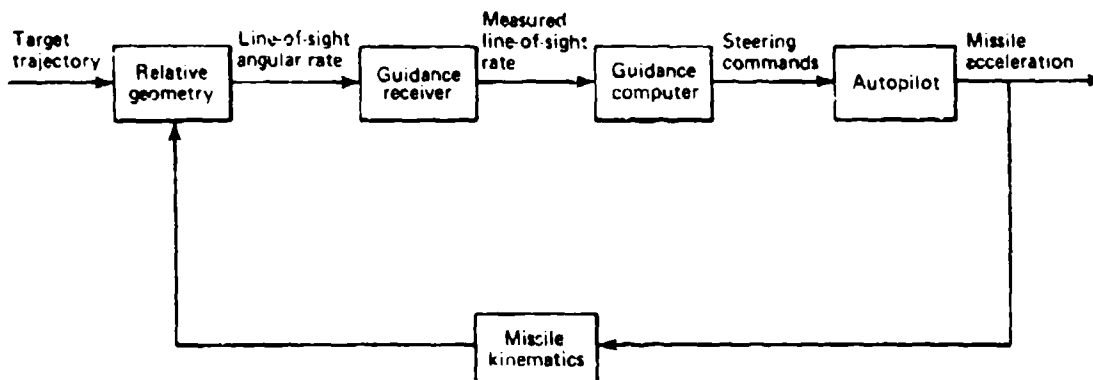 Target
trajectory
Relative
geometry
Line-of-sight
angular rate
Guidance
receiver
Measured
line-of-sight
rate
Guidance
computer
Steering
commands
Autopilot
Missile
acceleration
Missile
kinematics